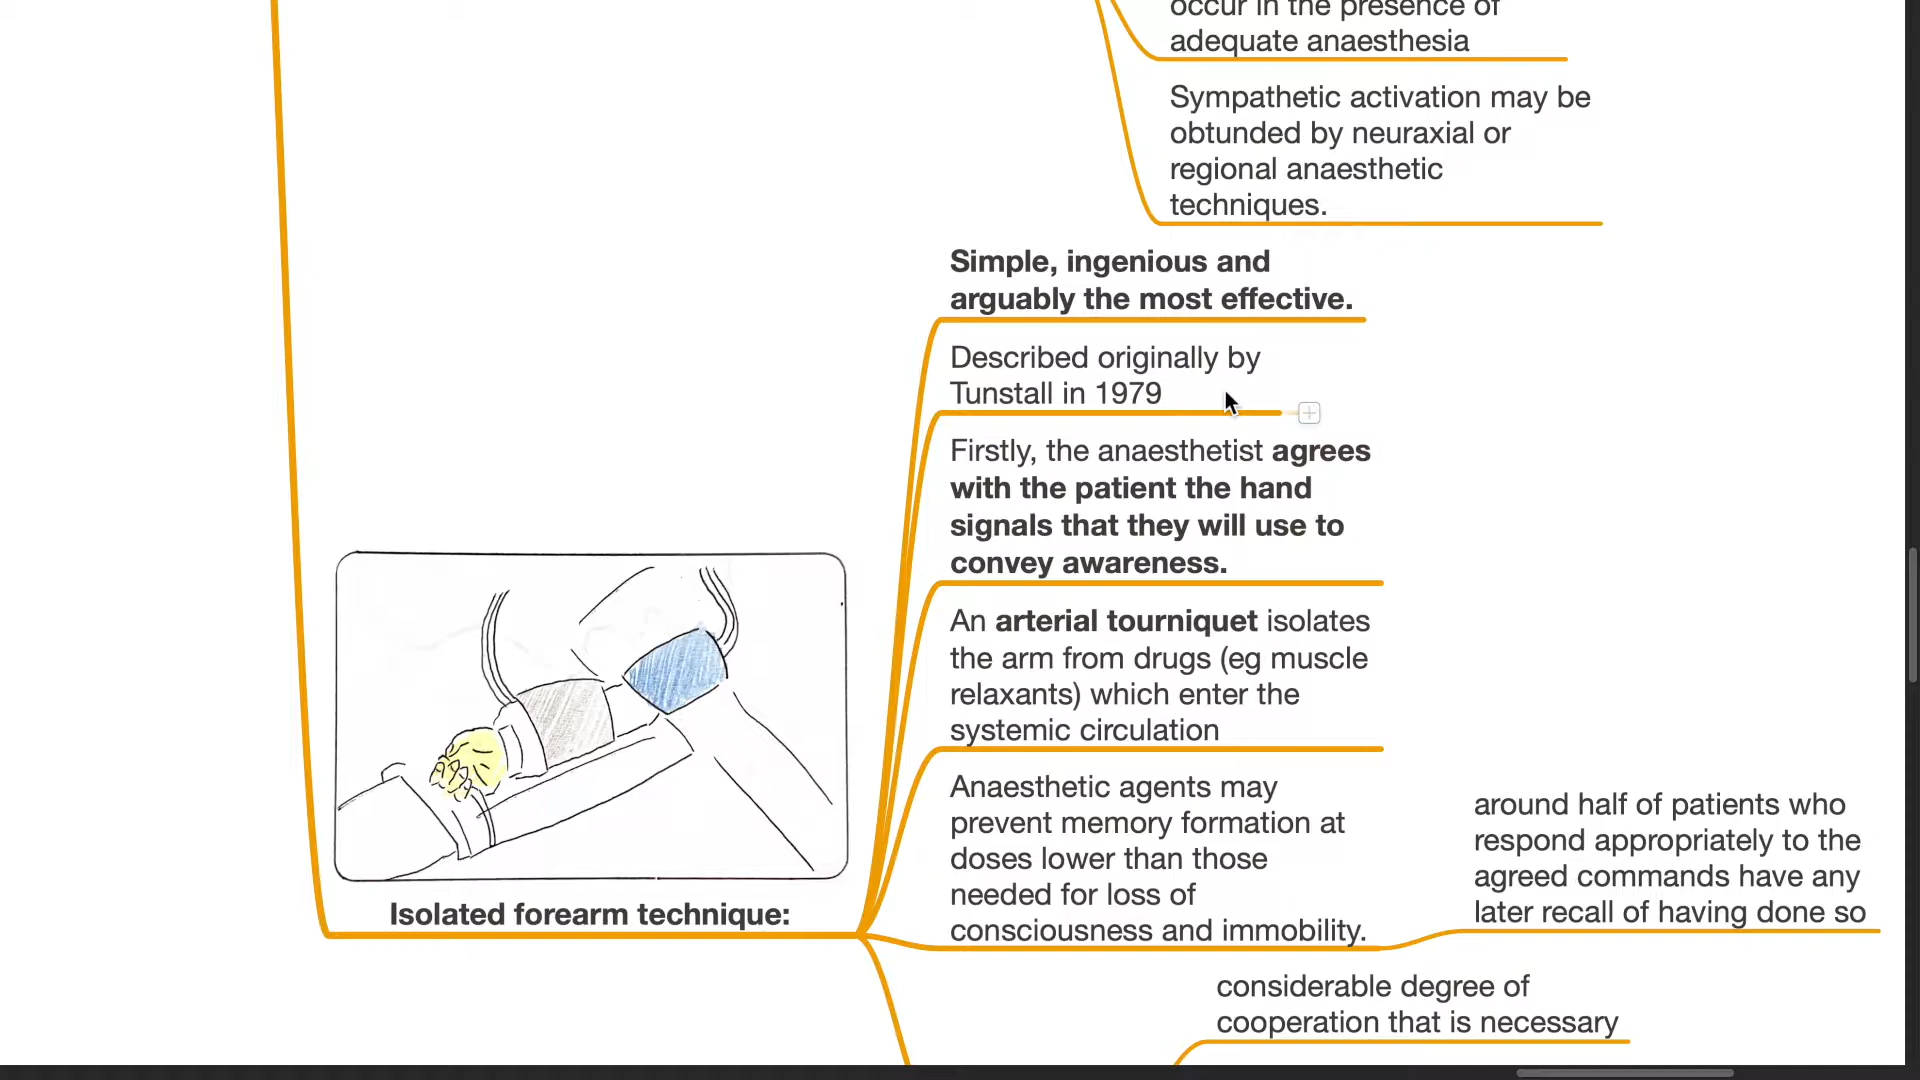 occur in the presence of
adequate anaesthesia
Sympathetic activation may be
obtunded by neuraxial or
regional anaesthetic
techniques.
Simple, ingenious and
arguably the most effective.
Described originally by
Tunstall in 1979
Firstly, the anaesthetist agrees
with the patient the hand
signals that they will use to
convey awareness.
An arterial tourniquet isolates
the arm from drugs (eg muscle
relaxants) which enter the
systemic circulation
Anaesthetic agents may
prevent memory formation at
doses lower than those
needed for loss of
consciousness and immobility.
around half of patients who
respond appropriately to the
agreed commands have any
later recall of having done so
Isolated forearm technique:
considerable degree of
cooperation that is necessary